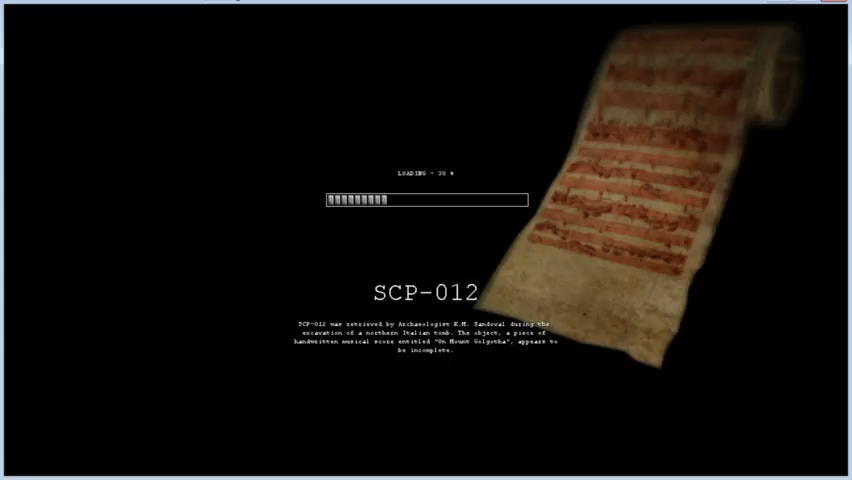 LOADING - 30 %
SCP-012
SCP-012 was retrieved by Archaeologist K.M. Sandoval during the
excavation of a northern Italian tomb. The object, a piece of
handwritten musical score entitled "On Mount Golgotha", appears to
be incomplete.